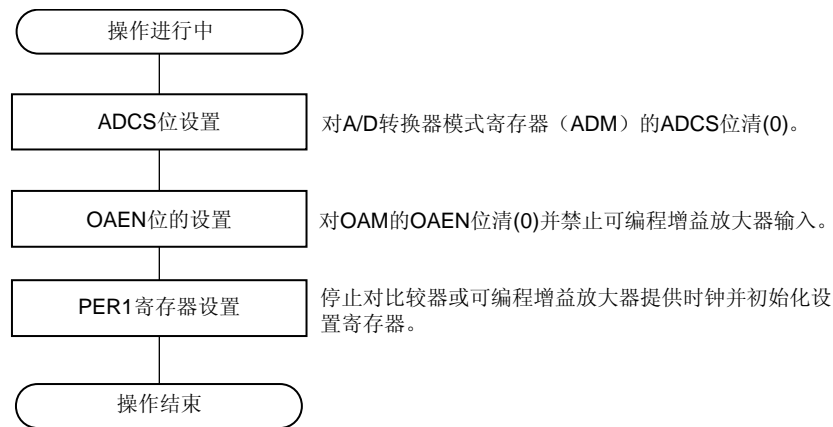 操作进行中
ADCS位设置
对A/D转换器模式寄存器（ADM）的ADCS位清(0)。
OAEN位的设置
对OAM的OAEN位清(0)并禁止可编程增益放大器输入。
PER1寄存器设置
停止对比较器或可编程增益放大器提供时钟并初始化设
置寄存器。
操作结束